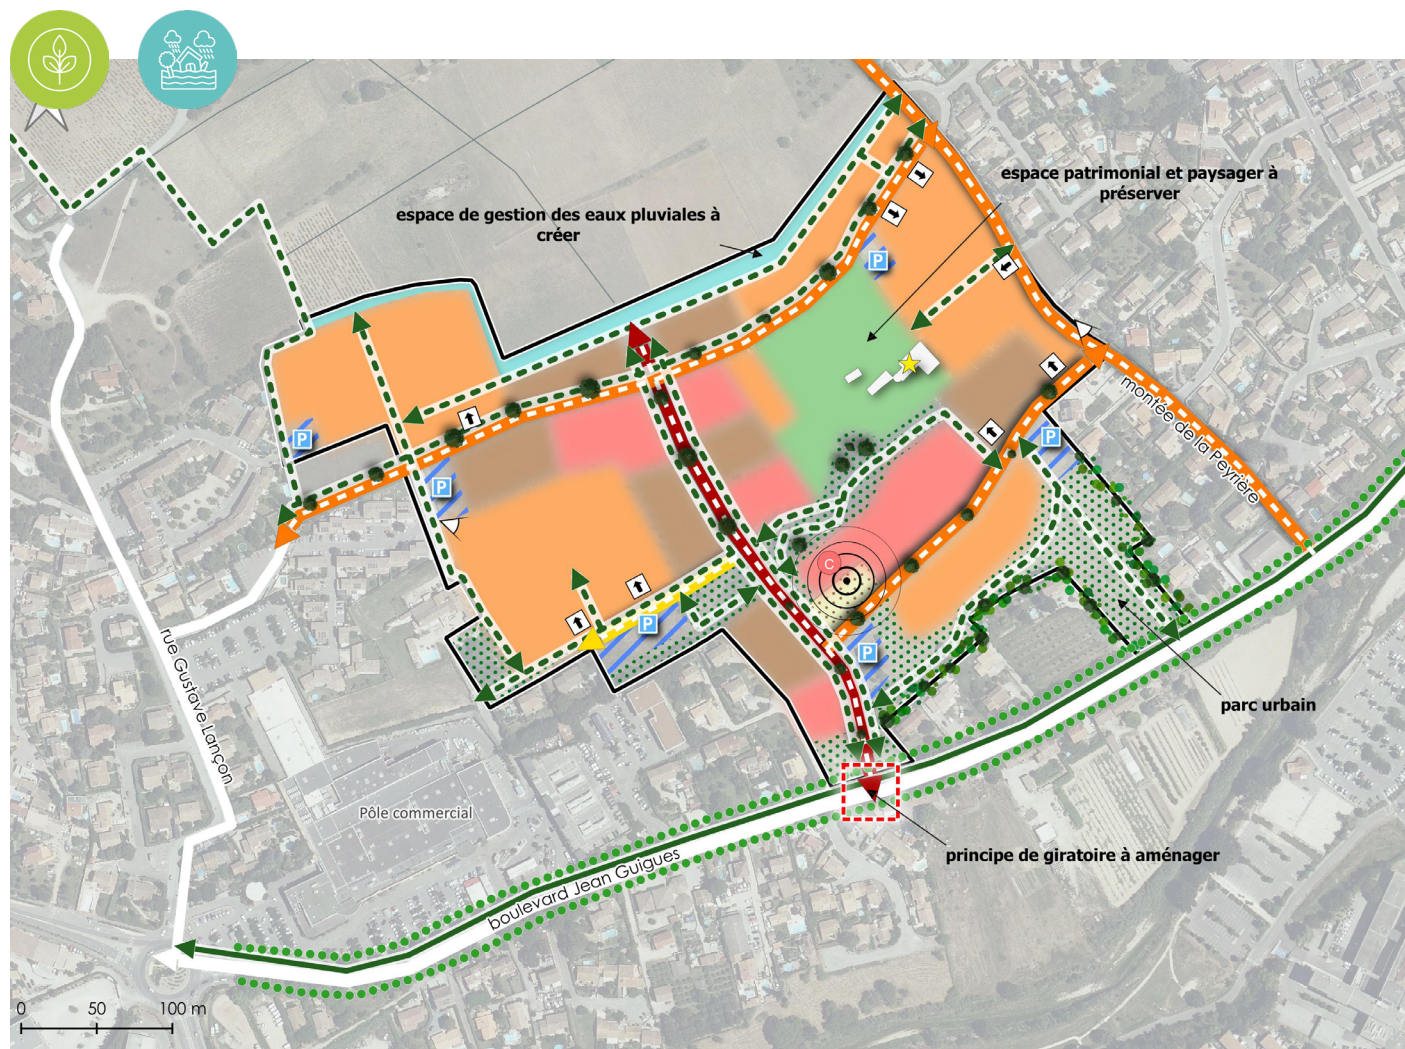 espace patrimonial et paysager à
préserver
espace de gestion des eaux pluviales à
créer
P
P
P
P
montée de la Peyrière
C
P
P
rue Gustave Lançon
parc urbain
Pôle commercial
principe de giratoire à aménager
boulevard Jean Guigues
0 50 100 m